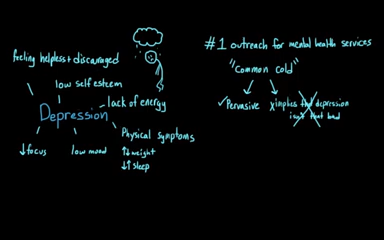 feeling helpless + discouraged
low self esteem
lack of energy
Depression
Physical symptoms
↑↓ weight
↓↑ sleep
↓ focus
low mood
#1 outreach for mental health services
"Common cold"
✓ Pervasive
X implies that depression
isn't that bad